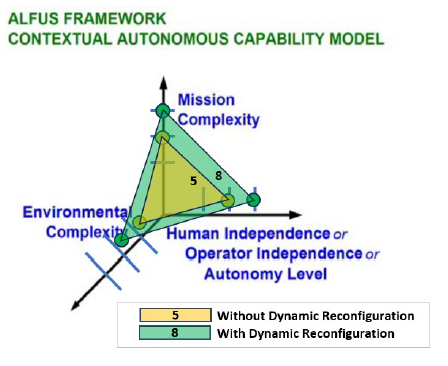 ALFUS FRAMEWORK
CONTEXTUAL AUTONOMOUS CAPABILITY MODEL
Mission
Complexity
5
8
Environmental
Complexity
Human Independence or
Operator Independence or
Autonomy Level
5 Without Dynamic Reconfiguration
8 With Dynamic Reconfiguration